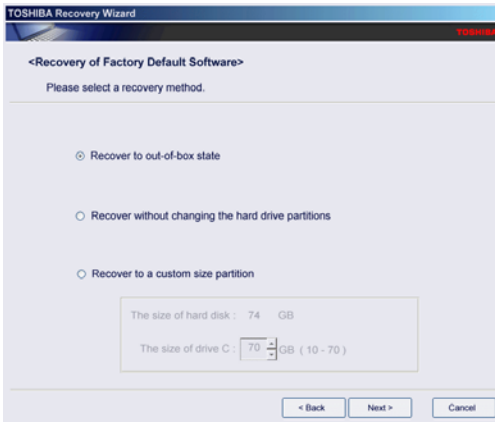 TOSHIBA Recovery Wizard
TOSHIBA
<Recovery of Factory Default Software>
Please select a recovery method.
Recover to out-of-box state
Recover without changing the hard drive partitions
Recover to a custom size partition
The size of hard disk : 74 GB
The size of drive C : 70 GB ( 10 - 70 )
< Back Next > Cancel